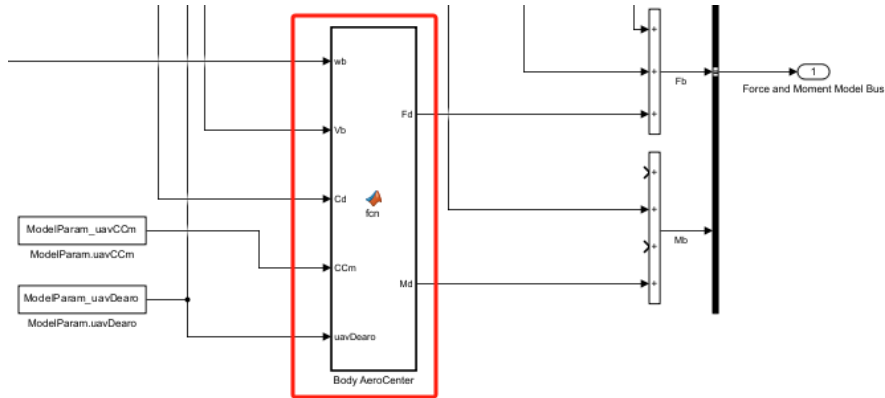 wb
Vb
Cd
CCm
uavDearo
fcn
Fd
Md
Body AeroCenter
ModelParam_uavCCm
ModelParam.uavCCm
ModelParam_uavDearo
ModelParam.uavDearo
+
+
+
Fb
+
+
+
+
Mb
1
Force and Moment Model Bus